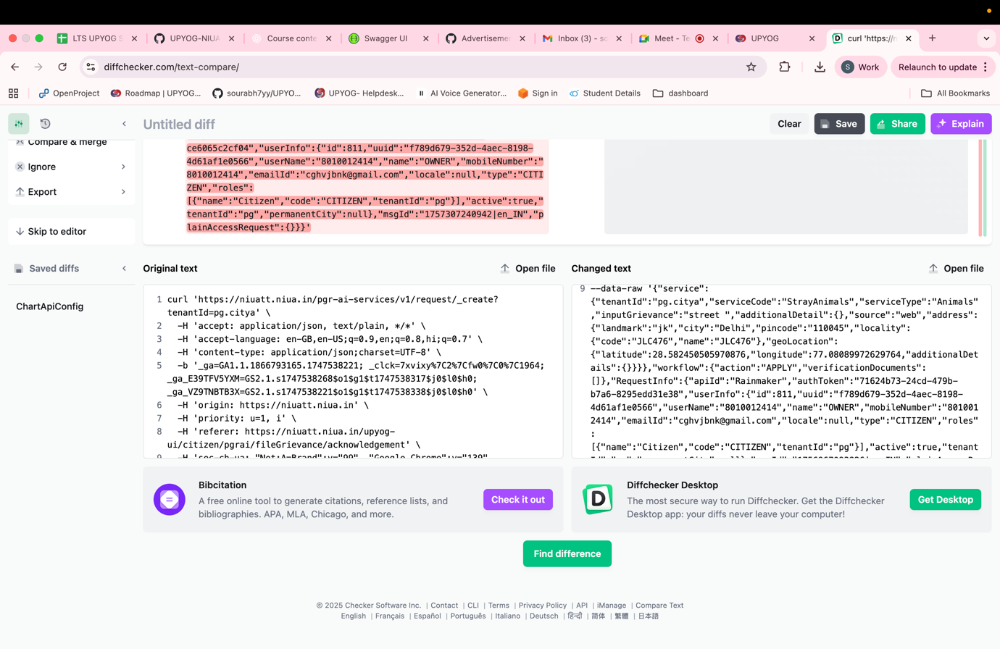 LTS UPYOG S
UPYOG-NIUA
Course conte
Swagger UI
Advertisemen
Inbox (3) - sc
Meet - Te
UPYOG
curl 'https://n
diffchecker.com/text-compare/
S Work
Relaunch to update
OpenProject
Roadmap | UPYOG...
sourabh7yy/UPYO...
UPYOG- Helpdesk...
AI Voice Generator...
Sign in
Student Details
dashboard
All Bookmarks
Untitled diff
Clear
Save
Share
Explain
Compare & merge
Ignore
Export
Skip to editor
Saved diffs
ChartApiConfig
ce6065c2cf04","userInfo":{"id":811,"uuid":"f789d679-352d-4aec-8198-
4d61af1e0566","userName":"8010012414","name":"OWNER","mobileNumber":"
8010012414","emailId":"cghvjbnk@gmail.com","locale":null,"type":"CITI
ZEN","roles":
[{"name":"Citizen","code":"CITIZEN","tenantId":"pg"}],"active":true,"
tenantId":"pg","permanentCity":null},"msgId":"1757307240942|en_IN","p
lainAccessRequest":{}}}'
Original text
Open file
1 curl 'https://niuatt.niua.in/pgr-ai-services/v1/request/_create?
tenantId=pg.citya' \
2 -H 'accept: application/json, text/plain, */*' \
3 -H 'accept-language: en-GB,en-US;q=0.9,en;q=0.8,hi;q=0.7' \
4 -H 'content-type: application/json;charset=UTF-8' \
5 -b '_ga=GA1.1.1866793165.1747538221; _clck=7xvixy%7C2%7Cfw0%7C0%7C1964;
_ga_E39TFV5YXM=GS2.1.s1747538268$o1$g1$t1747538317$j0$l0$h0;
_ga_VZ9TNBTB3X=GS2.1.s1747538221$o1$g1$t1747538338$j0$l0$h0' \
6 -H 'origin: https://niuatt.niua.in' \
7 -H 'priority: u=1, i' \
8 -H 'referer: https://niuatt.niua.in/upyog-
ui/citizen/pgrai/fileGrievance/acknowledgement' \
9 -H 'sec-ch-ua: "Not;A=Brand";v="99", "Google Chrome";v="139"
Changed text
Open file
9 --data-raw '{"service":
{"tenantId":"pg.citya","serviceCode":"StrayAnimals","serviceType":"Animals"
,"inputGrievance":"street ","additionalDetail":{},"source":"web","address":
{"landmark":"jk","city":"Delhi","pincode":"110045","locality":
{"code":"JLC476","name":"JLC476"},"geoLocation":
{"latitude":28.582450505970876,"longitude":77.08089972629764,"additionalDet
ails":{}}}},"workflow":{"action":"APPLY","verificationDocuments":
[]},"RequestInfo":{"apiId":"Rainmaker","authToken":"71624b73-24cd-479b-
b7a6-8295edd31e38","userInfo":{"id":811,"uuid":"f789d679-352d-4aec-8198-
4d61af1e0566","userName":"8010012414","name":"OWNER","mobileNumber":"801001
2414","emailId":"cghvjbnk@gmail.com","locale":null,"type":"CITIZEN","roles"
:
[{"name":"Citizen","code":"CITIZEN","tenantId":"pg"}],"active":true,"tenant
Bibcitation
A free online tool to generate citations, reference lists, and
bibliographies. APA, MLA, Chicago, and more.
Check it out
Diffchecker Desktop
The most secure way to run Diffchecker. Get the Diffchecker
Desktop app: your diffs never leave your computer!
Get Desktop
Find difference
© 2025 Checker Software Inc. | Contact | CLI | Terms | Privacy Policy | API | iManage | Compare Text
English | Français | Español | Português | Italiano | Deutsch | हिन्दी | 简体 | 繁體 | 日本語